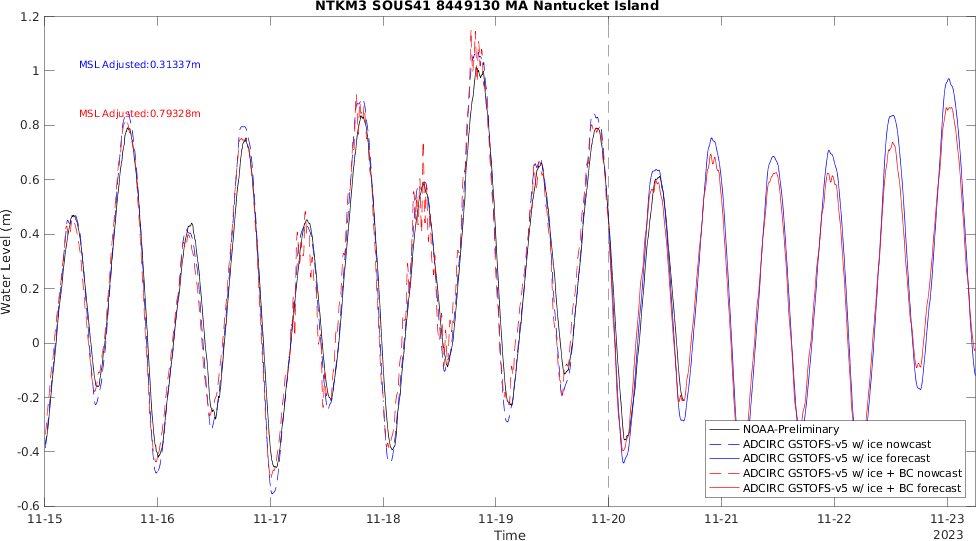 NTKM3 SOUS41 8449130 MA Nantucket Island
1.2
1
0.8
0.6
0.4
0.2
0
-0.2
-0.4
-0.6
Water Level (m)
MSL Adjusted:0.31337m
MSL Adjusted:0.79328m
NOAA-Preliminary
ADCIRC GSTOFS-v5 w/ ice nowcast
ADCIRC GSTOFS-v5 w/ ice forecast
ADCIRC GSTOFS-v5 w/ ice + BC nowcast
ADCIRC GSTOFS-v5 w/ ice + BC forecast
11-15 11-16 11-17 11-18 11-19 11-20 11-21 11-22 11-23
Time
2023